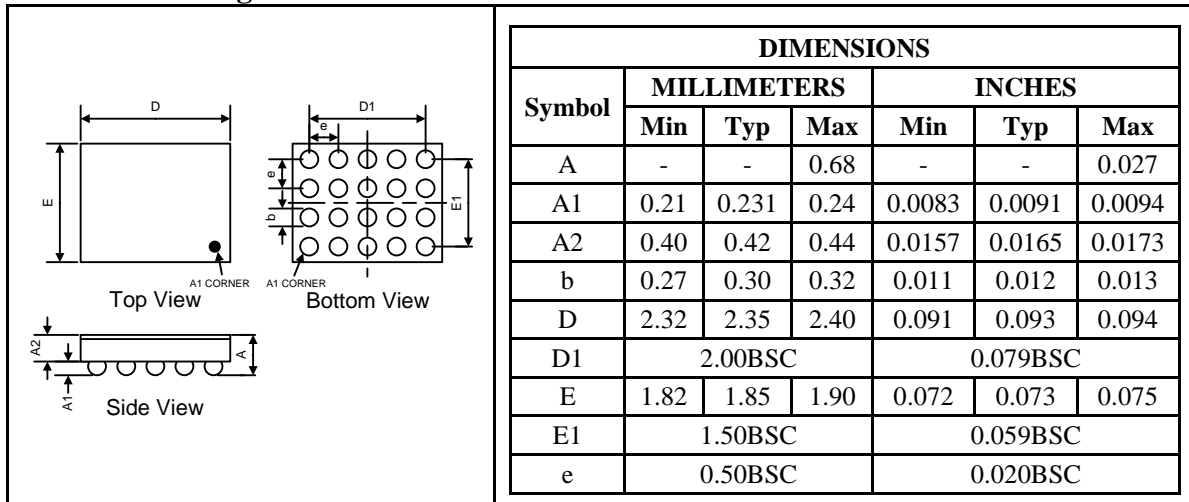 D
E
A1 CORNER
Top View
D1
e
e
b
E1
A1 CORNER
Bottom View
A2
A1
A
Side View
DIMENSIONS
Symbol MILLIMETERS INCHES
Min Typ Max Min Typ Max
A - - 0.68 - - 0.027
A1 0.21 0.231 0.24 0.0083 0.0091 0.0094
A2 0.40 0.42 0.44 0.0157 0.0165 0.0173
b 0.27 0.30 0.32 0.011 0.012 0.013
D 2.32 2.35 2.40 0.091 0.093 0.094
D1 2.00BSC 0.079BSC
E 1.82 1.85 1.90 0.072 0.073 0.075
E1 1.50BSC 0.059BSC
e 0.50BSC 0.020BSC